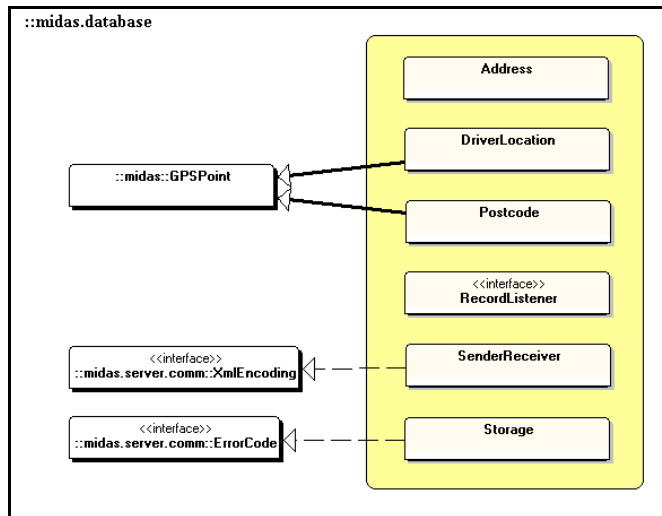 ::midas.database
Address
DriverLocation
::midas::GPSPoint
Postcode
<<interface>>
RecordListener
<<interface>>
::midas.server.comm::XmlEncoding
SenderReceiver
<<interface>>
::midas.server.comm::ErrorCode
Storage